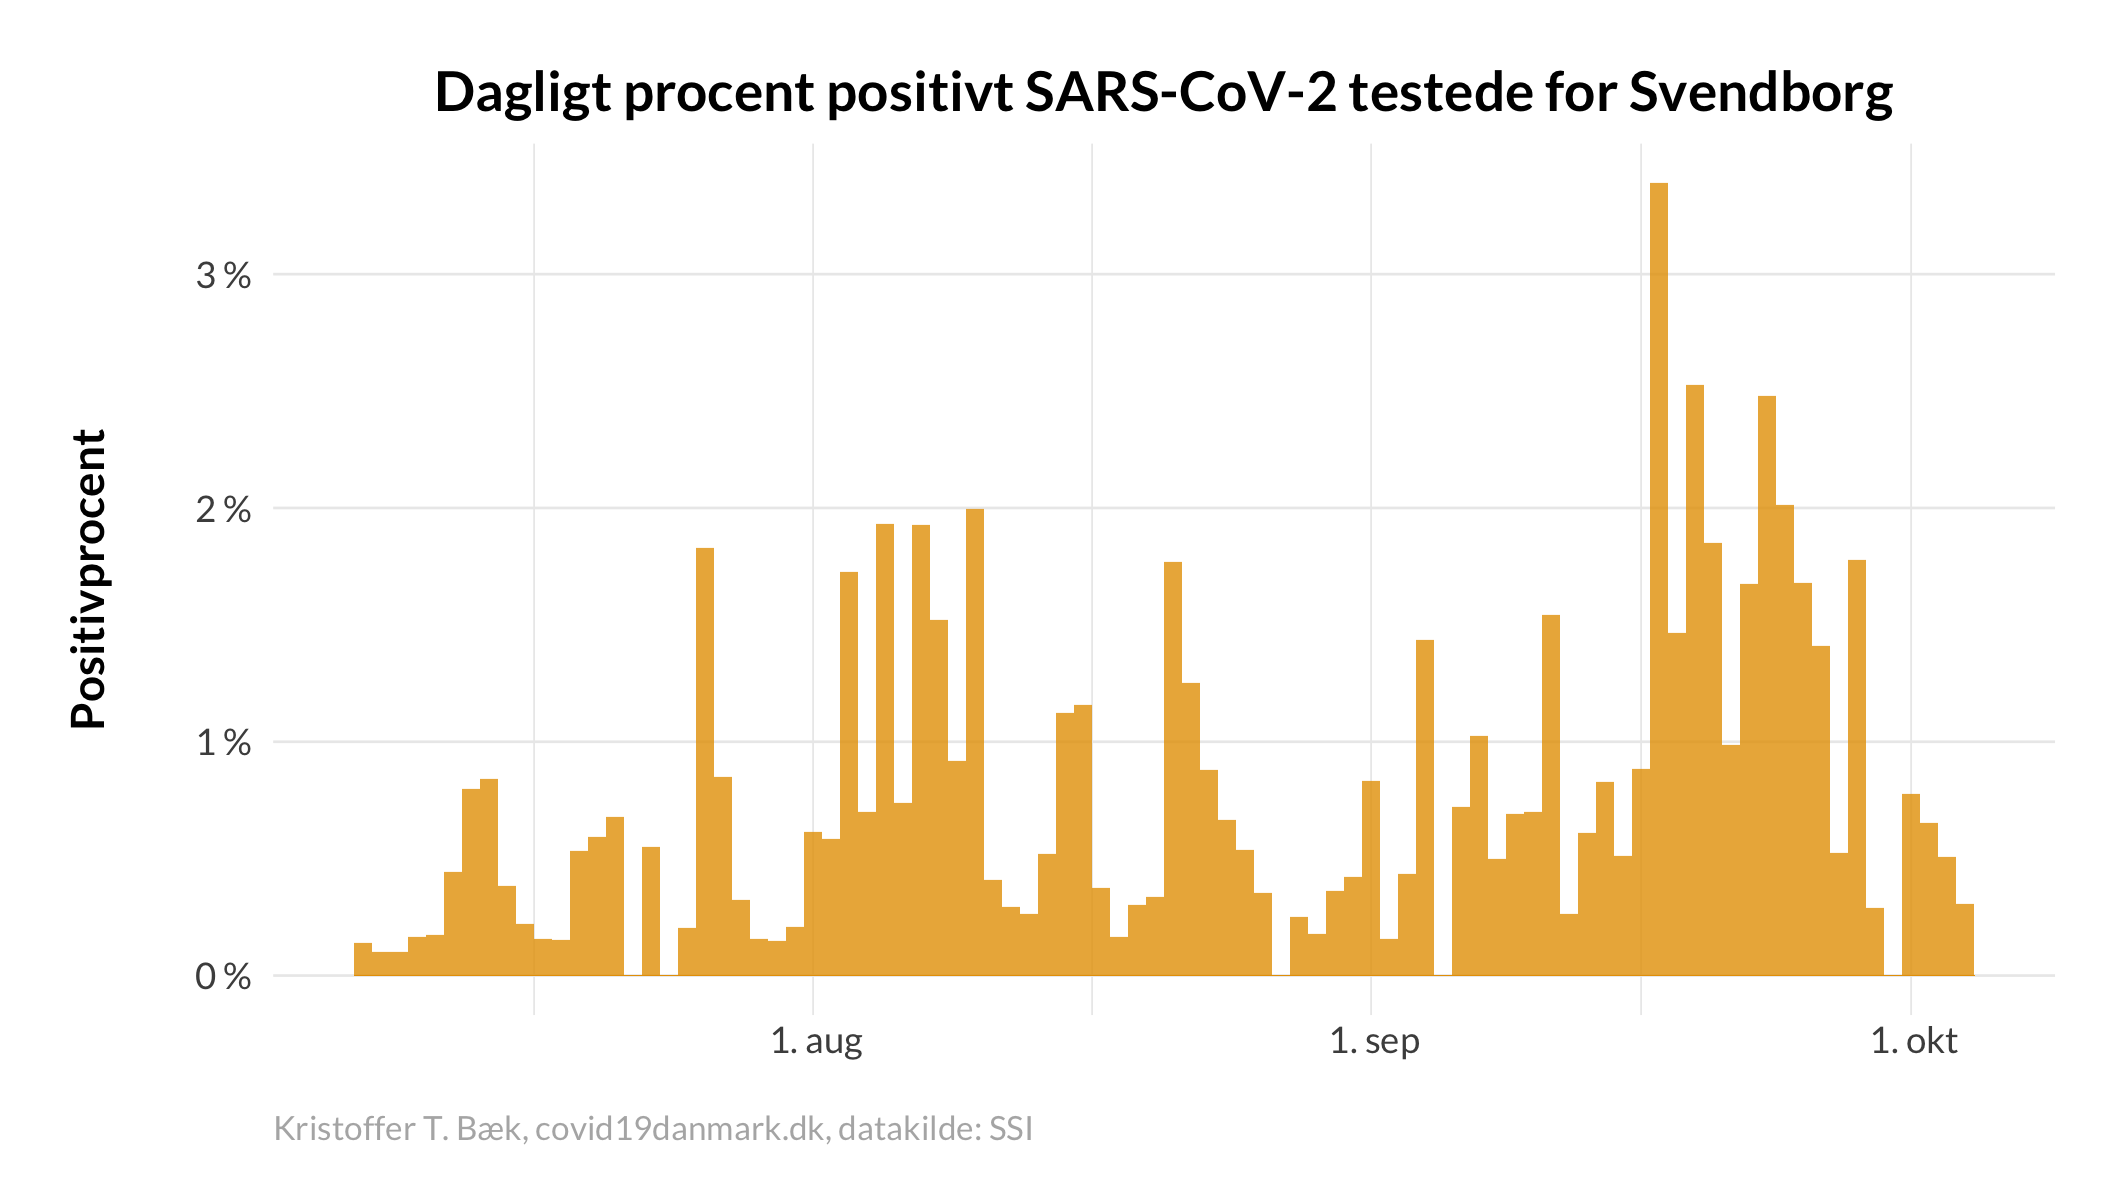 Dagligt procent positivt SARS-CoV-2 testede for Svendborg
Positivprocent
3 %
2 %
1 %
0 %
1. aug
1. sep
1. okt
Kristoffer T. Bæk, covid19danmark.dk, datakilde: SSI